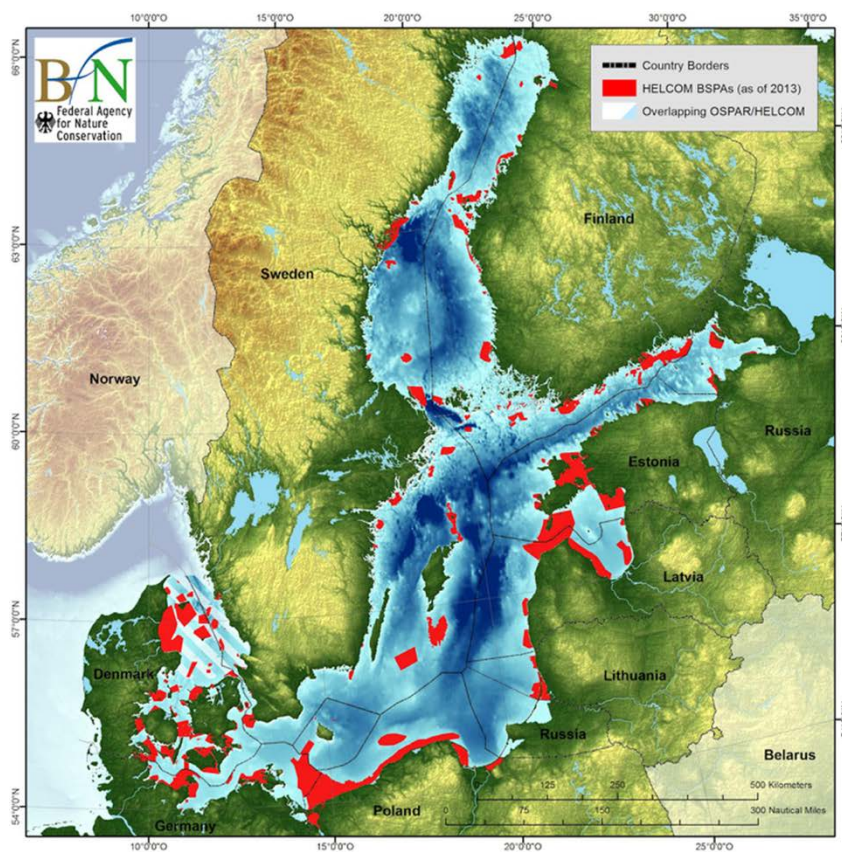 10°0'0"E 15°0'0"E 20°0'0"E 25°0'0"E 30°0'0"E 35°0'0"E
66°0'0"N
63°0'0"N
60°0'0"N
57°0'0"N
54°0'0"N
BfN
Federal Agency
for Nature
Conservation
Country Borders
HELCOM BSPAs (as of 2013)
Overlapping OSPAR/HELCOM
Finland
Sweden
Norway
Russia
Estonia
Latvia
Denmark
Lithuania
Russia
Belarus
Poland
Germany
125 250 500 Kilometers
0 75 150 300 Nautical Miles
10°0'0"E 15°0'0"E 20°0'0"E 25°0'0"E